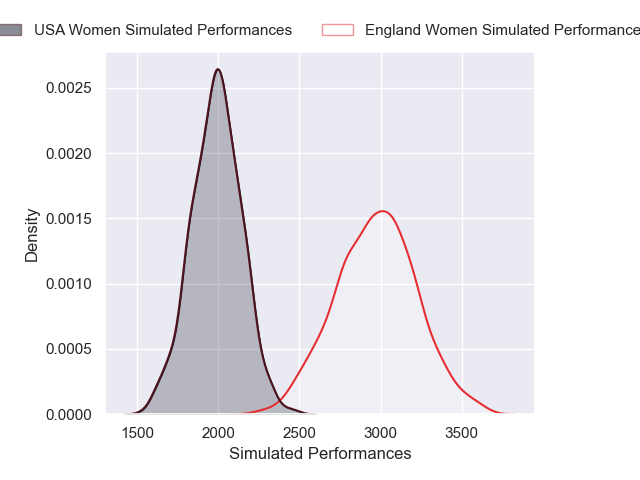 USA Women Simulated Performances
England Women Simulated Performance
0.0025
0.0020
0.0015
0.0010
0.0005
0.0000
Density
1500 2000 2500 3000 3500
Simulated Performances